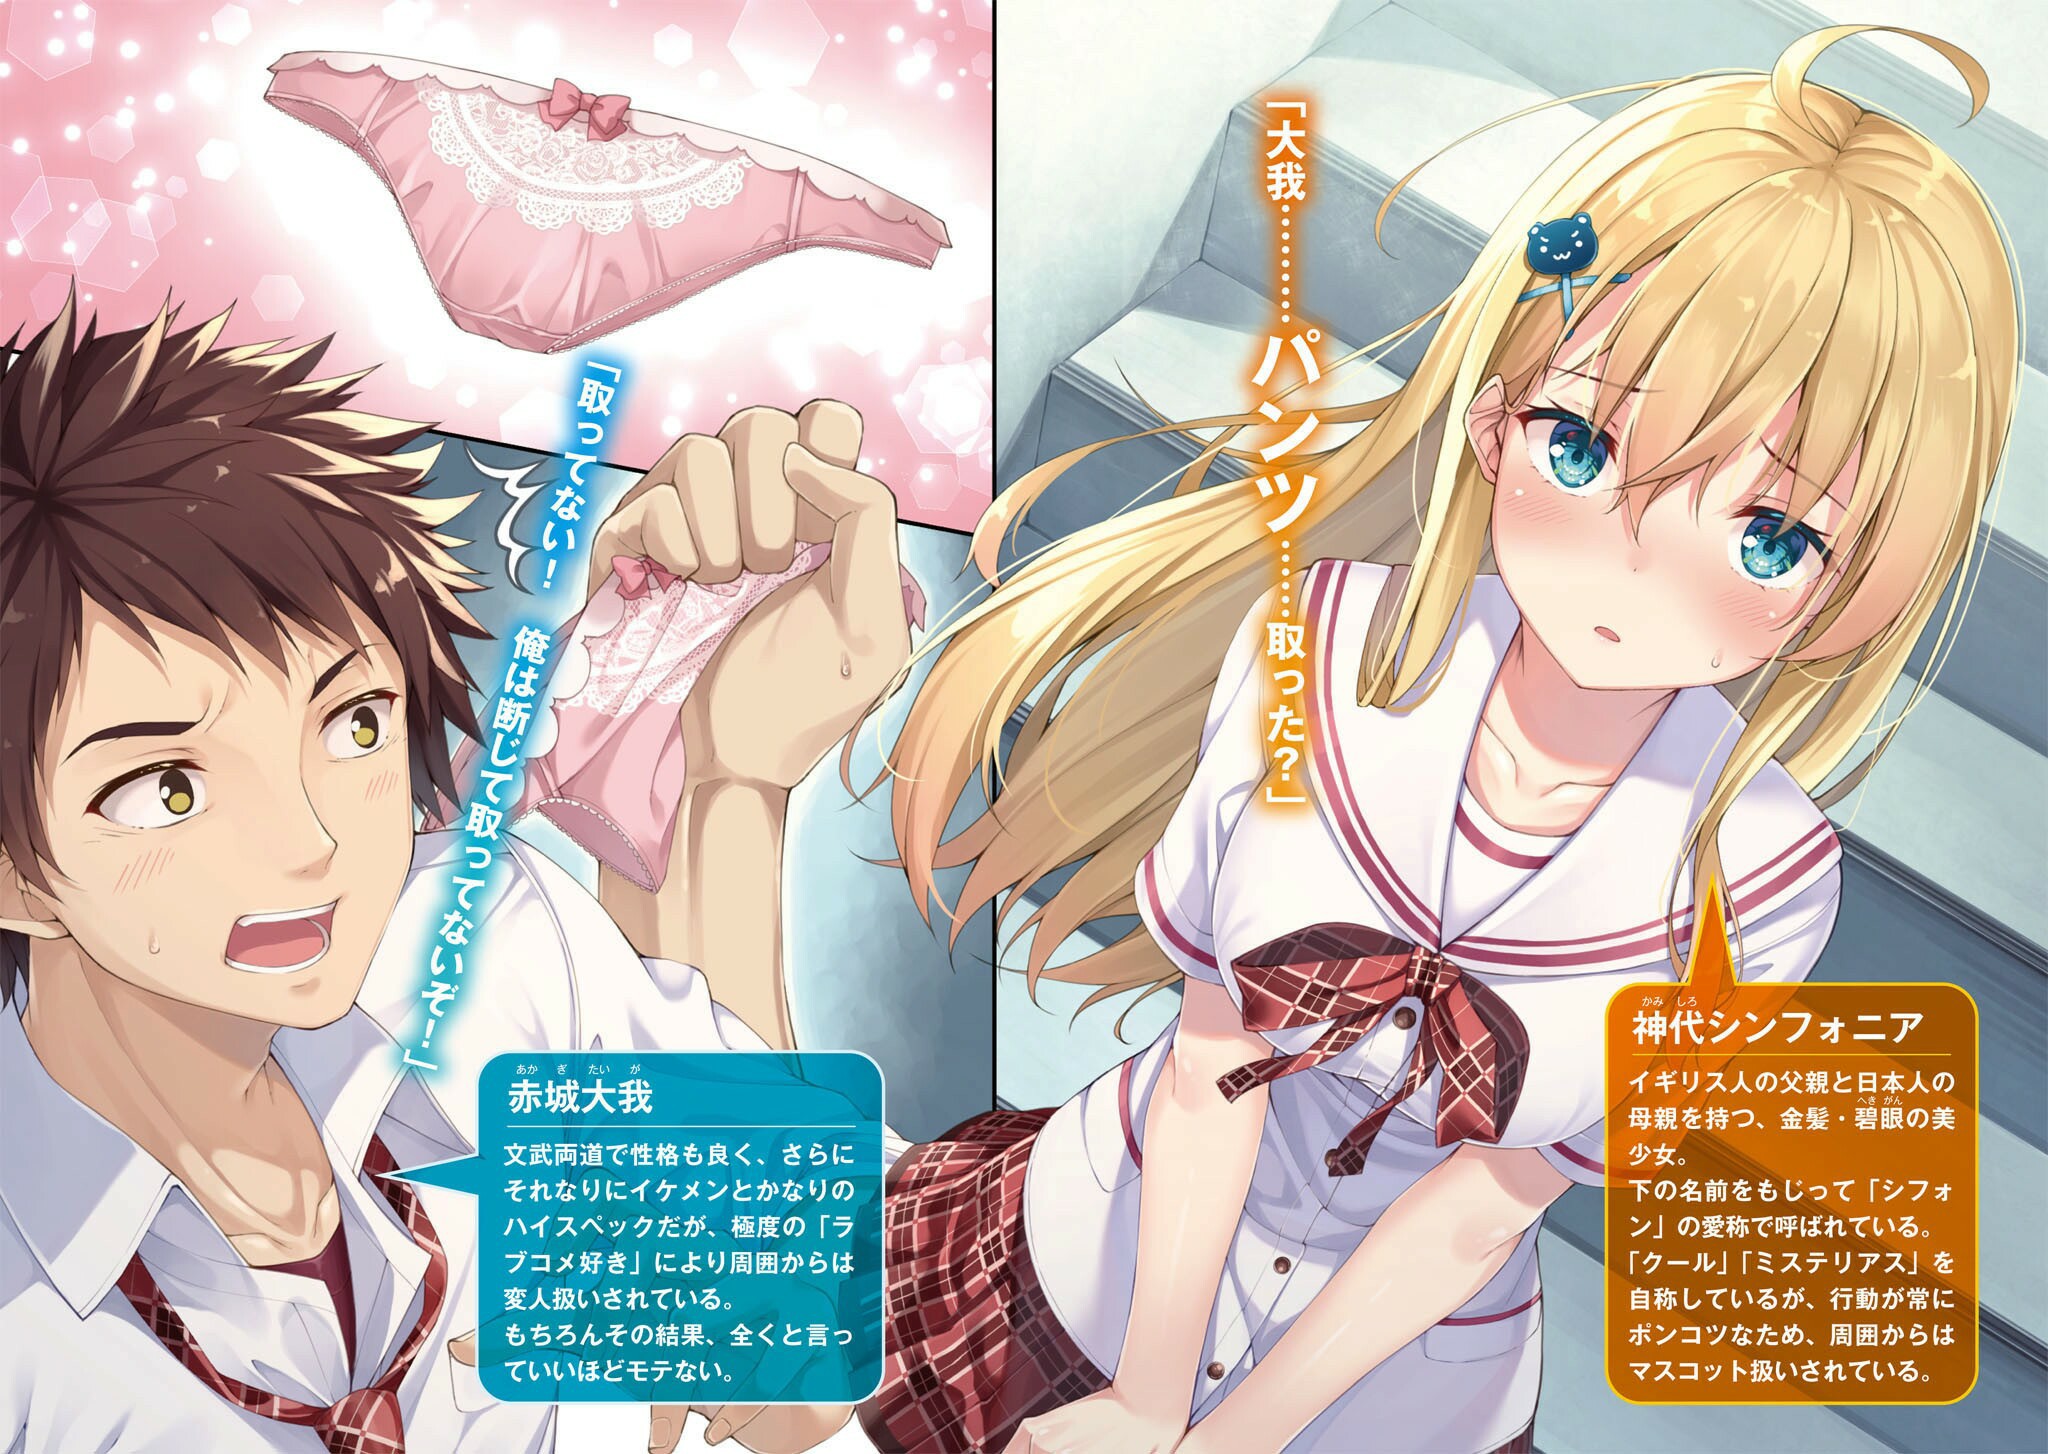 「大我…………パンツ……取った？」
神代シンフォニア
かみしろ
イギリス人の父親と日本人の
母親を持つ、金髪・碧眼の美
へきがん
少女。
下の名前をもじって「シフォ
ン」の愛称で呼ばれている。
「クール」「ミステリアス」を
自称しているが、行動が常に
ポンコツなため、周囲からは
マスコット扱いされている。
「取ってない！　俺は断じて取ってないぞ！」
赤城大我
あかぎたいが
文武両道で性格も良く、さらに
それなりにイケメンとかなりの
ハイスペックだが、極度の「ラ
ブコメ好き」により周囲からは
変人扱いされている。
もちろんその結果、全くと言っ
ていいほどモテない。